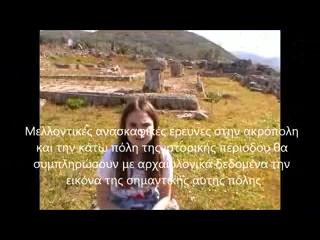 Μελλοντικές ανασκαφικές έρευνες στην ακρόπολη
και την κάτω πόλη της ιστορικής περιόδου θα
συμπληρώσουν με αρχαιολογικά δεδομένα την
εικόνα της σημαντικής αυτής πόλης.